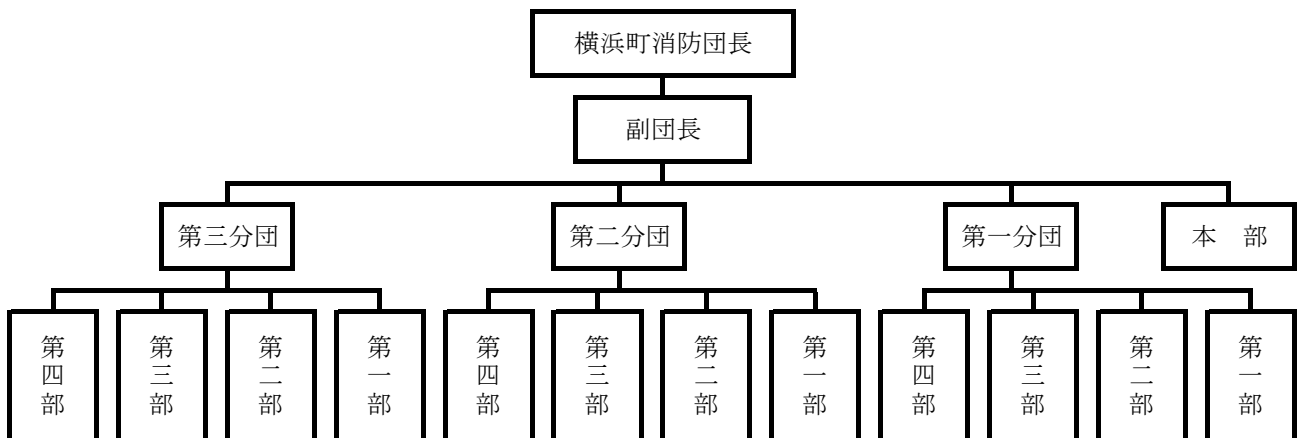 横浜町消防団長
副団長
第三分団
第二分団
第一分団
本　部
第四部
第三部
第二部
第一部
第四部
第三部
第二部
第一部
第四部
第三部
第二部
第一部